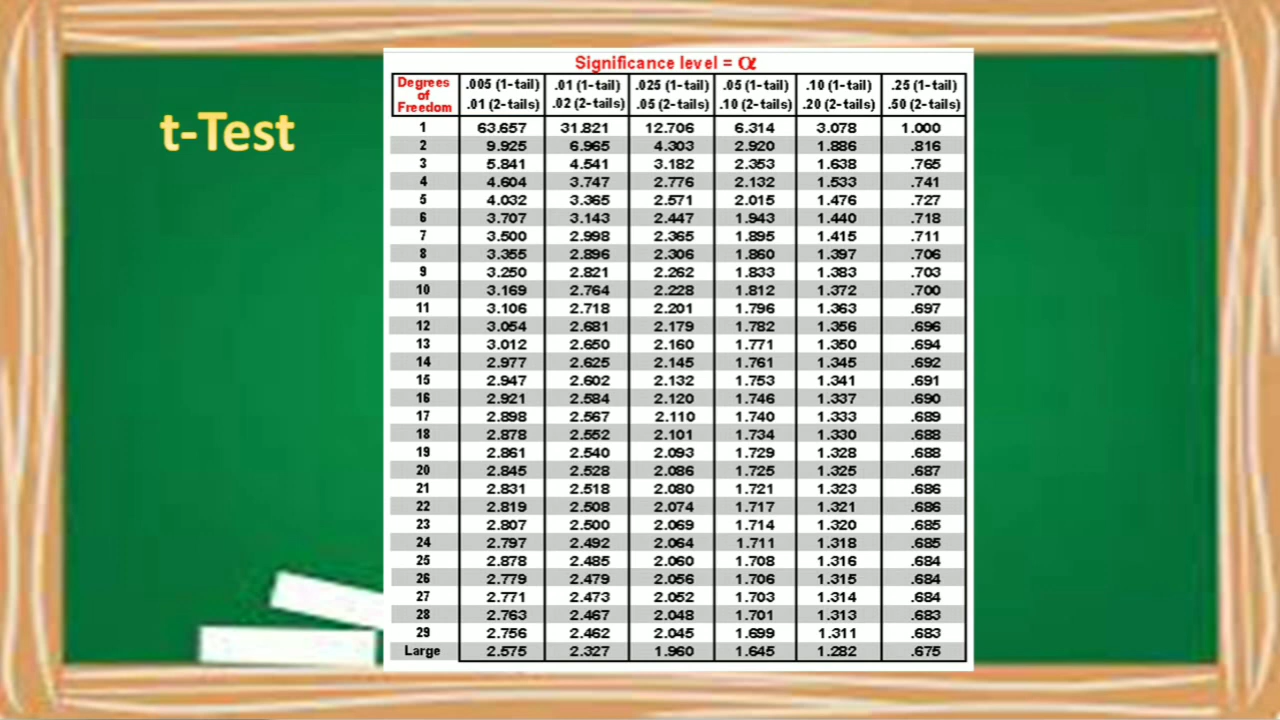 t-Test
Significance level = α
Degrees of Freedom .005 (1-tail) .01 (1-tail) .025 (1-tail) .05 (1-tail) .10 (1-tail) .25 (1-tail)
.01 (2-tails) .02 (2-tails) .05 (2-tails) .10 (2-tails) .20 (2-tails) .50 (2-tails)
1 63.657 31.821 12.706 6.314 3.078 1.000
2 9.925 6.965 4.303 2.920 1.886 .816
3 5.841 4.541 3.182 2.353 1.638 .765
4 4.604 3.747 2.776 2.132 1.533 .741
5 4.032 3.365 2.571 2.015 1.476 .727
6 3.707 3.143 2.447 1.943 1.440 .718
7 3.500 2.998 2.365 1.895 1.415 .711
8 3.355 2.896 2.306 1.860 1.397 .706
9 3.250 2.821 2.262 1.833 1.383 .703
10 3.169 2.764 2.228 1.812 1.372 .700
11 3.106 2.718 2.201 1.796 1.363 .697
12 3.054 2.681 2.179 1.782 1.356 .696
13 3.012 2.650 2.160 1.771 1.350 .694
14 2.977 2.625 2.145 1.761 1.345 .692
15 2.947 2.602 2.132 1.753 1.341 .691
16 2.921 2.584 2.120 1.746 1.337 .690
17 2.898 2.567 2.110 1.740 1.333 .689
18 2.878 2.552 2.101 1.734 1.330 .688
19 2.861 2.540 2.093 1.729 1.328 .688
20 2.845 2.528 2.086 1.725 1.325 .687
21 2.831 2.518 2.080 1.721 1.323 .686
22 2.819 2.508 2.074 1.717 1.321 .686
23 2.807 2.500 2.069 1.714 1.320 .685
24 2.797 2.492 2.064 1.711 1.318 .685
25 2.878 2.485 2.060 1.708 1.316 .684
26 2.779 2.479 2.056 1.706 1.315 .684
27 2.771 2.473 2.052 1.703 1.314 .684
28 2.763 2.467 2.048 1.701 1.313 .683
29 2.756 2.462 2.045 1.699 1.311 .683
Large 2.575 2.327 1.960 1.645 1.282 .675